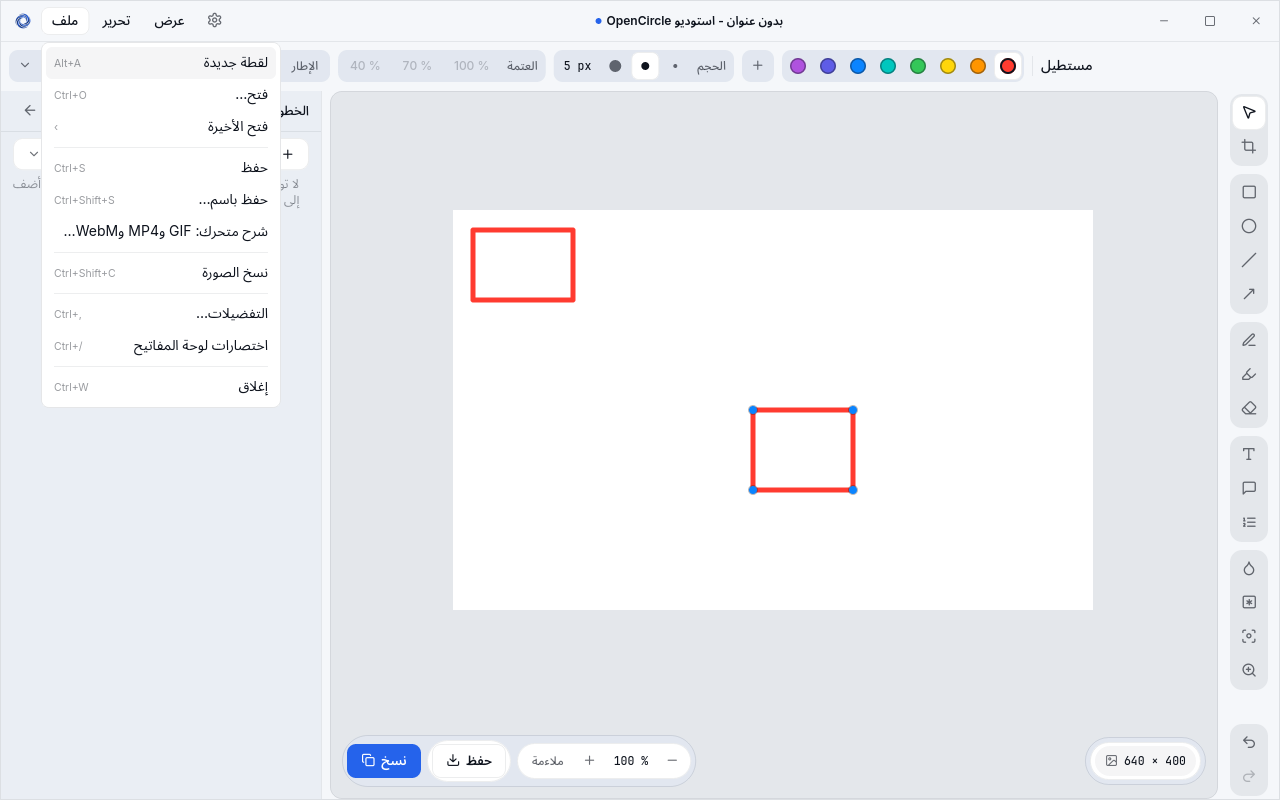 ملف
تحرير
عرض
بدون عنوان - استوديو OpenCircle
مستطيل
الحجم
5 px
العتمة
100 %
70 %
40 %
الإطار
لقطة جديدة Alt+A
فتح... Ctrl+O
فتح الأخيرة
حفظ Ctrl+S
حفظ باسم... Ctrl+Shift+S
شرح متحرك: GIF وMP4 وWebM...
نسخ الصورة Ctrl+Shift+C
التفضيلات... Ctrl+,
اختصارات لوحة المفاتيح Ctrl+/
إغلاق Ctrl+W
لا
أضف
إلى
640 × 400
100 %
ملاءمة
حفظ
نسخ